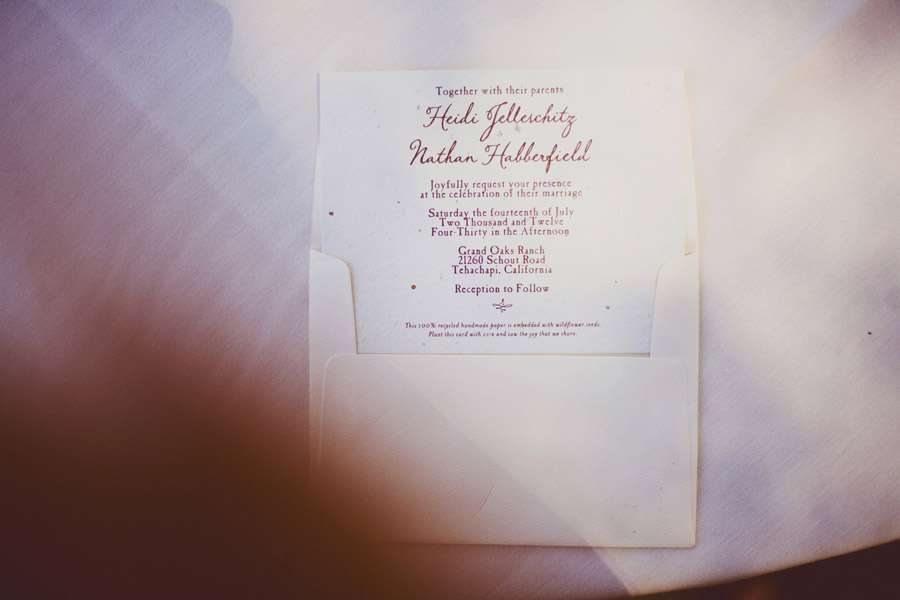 Together with their parents
Heidi Jelleschitz
Nathan Habberfield
Joyfully request your presence
at the celebration of their marriage
Saturday the fourteenth of July
Two Thousand and Twelve
Four-Thirty in the Afternoon
Grand Oaks Ranch
21260 Schout Road
Tehachapi, California
Reception to Follow
This 100% recycled handmade paper is embedded with wildflower seeds.
Plant this card with care and sow the joy that we share.